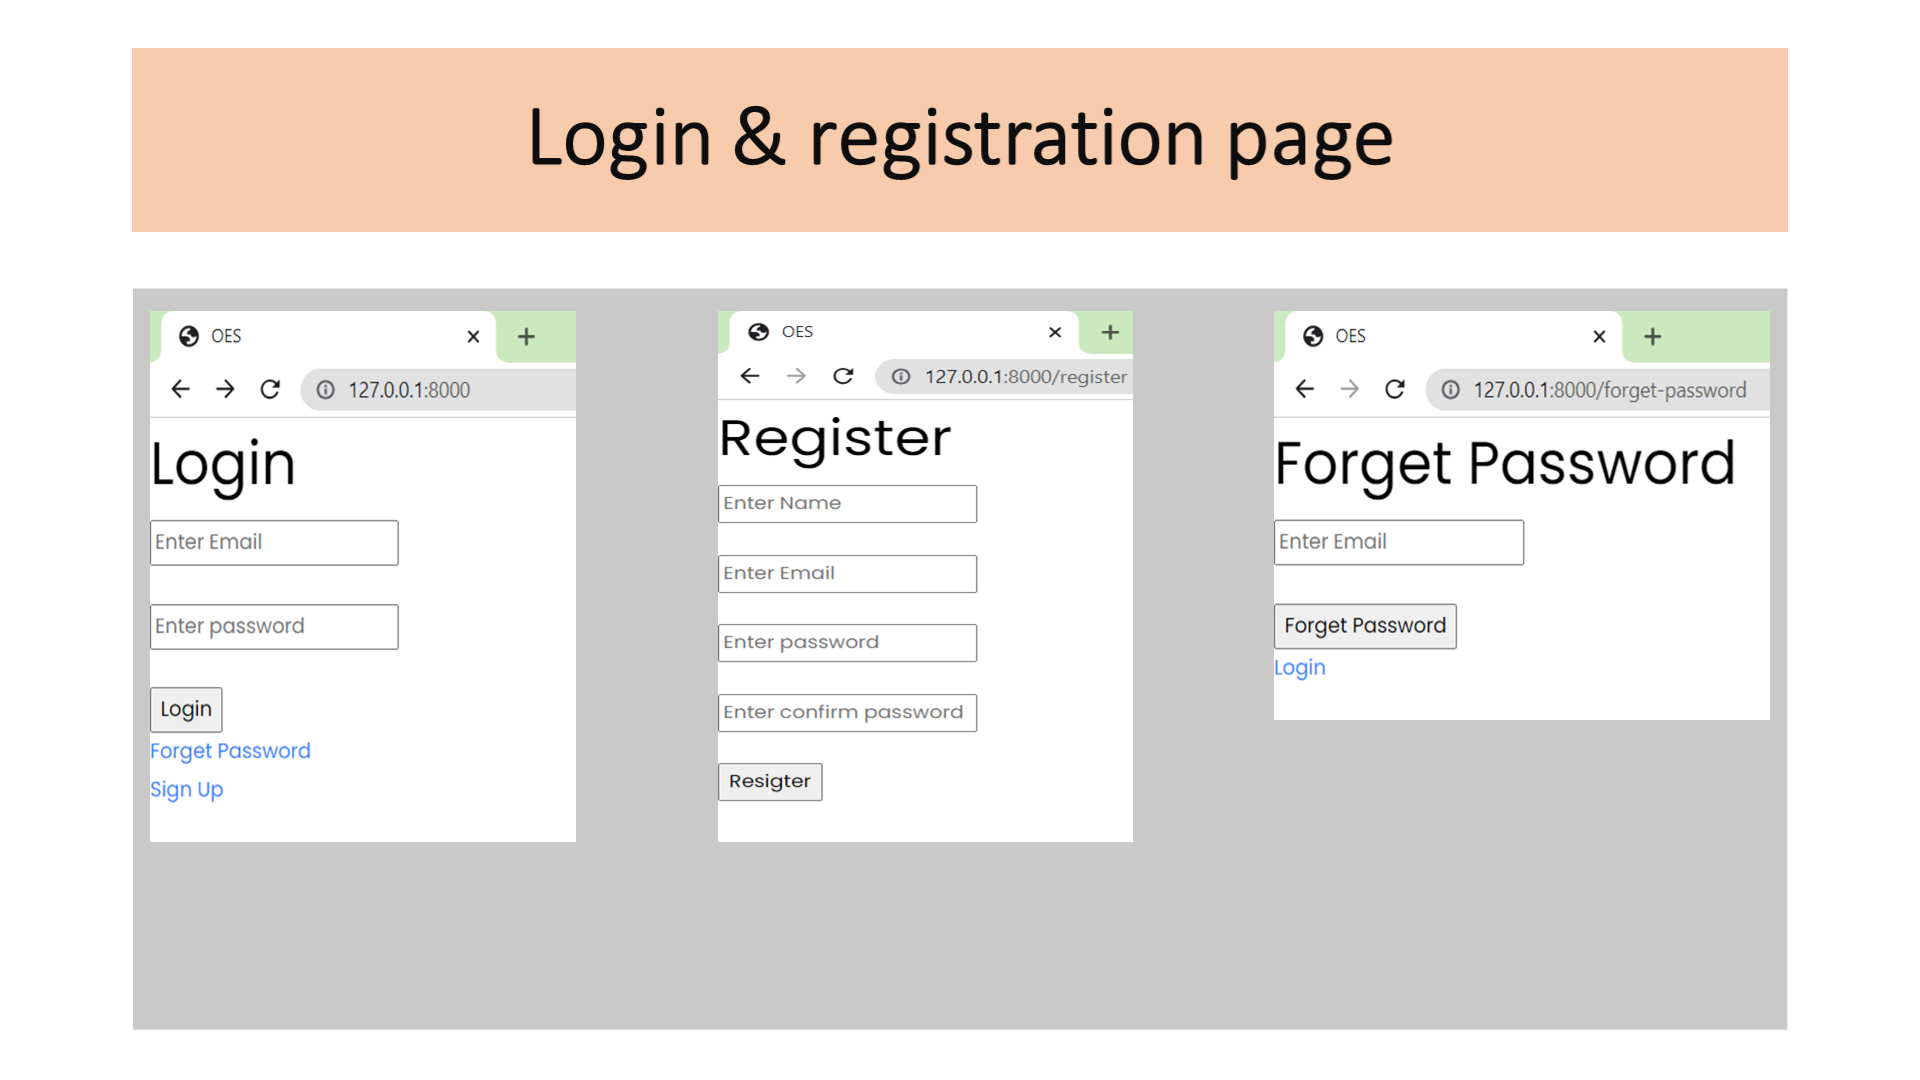 Login & registration page
OES
127.0.0.1:8000
Login
Enter Email
Enter password
Login
Forget Password
Sign Up
OES
127.0.0.1:8000/register
Register
Enter Name
Enter Email
Enter password
Enter confirm password
Resigter
OES
127.0.0.1:8000/forget-password
Forget Password
Enter Email
Forget Password
Login